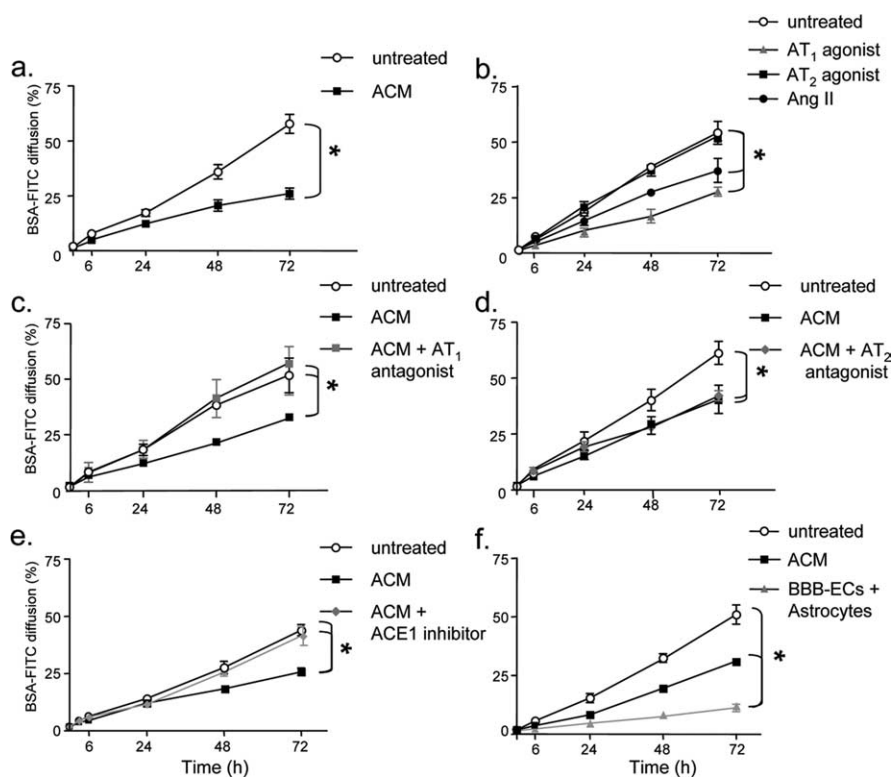 a.
untreated
ACM
BSA-FITC diffusion (%)
75
50
25
0
6 24 48 72
*
b.
untreated
AT₁ agonist
AT₂ agonist
Ang II
75
50
25
0
6 24 48 72
*
c.
untreated
ACM
ACM + AT₁
antagonist
BSA-FITC diffusion (%)
75
50
25
0
6 24 48 72
*
d.
untreated
ACM
ACM + AT₂
antagonist
75
50
25
0
6 24 48 72
*
e.
untreated
ACM
ACM +
ACE1 inhibitor
BSA-FITC diffusion (%)
75
50
25
0
6 24 48 72
Time (h)
*
f.
untreated
ACM
BBB-ECs +
Astrocytes
75
50
25
0
6 24 48 72
Time (h)
*